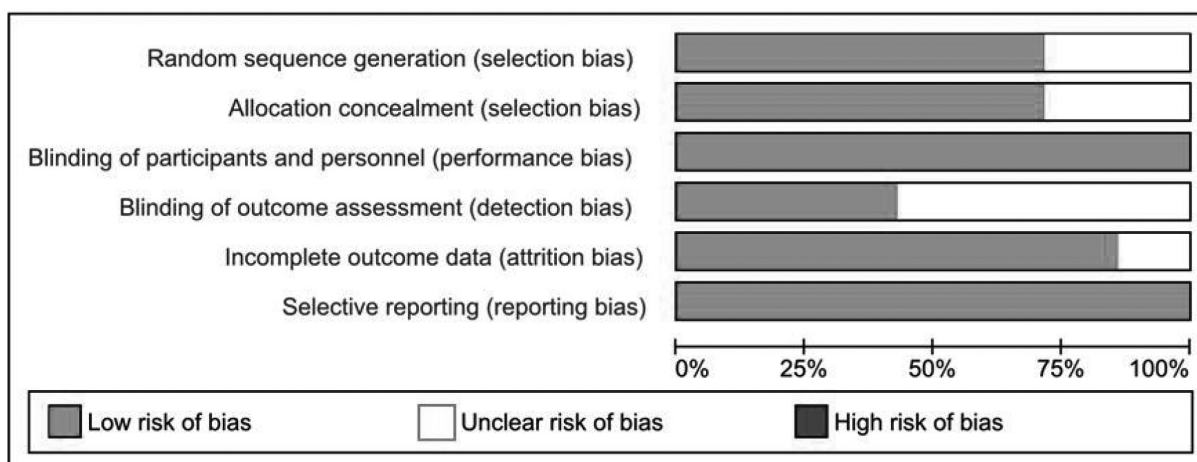 Random sequence generation (selection bias)
Allocation concealment (selection bias)
Blinding of participants and personnel (performance bias)
Blinding of outcome assessment (detection bias)
Incomplete outcome data (attrition bias)
Selective reporting (reporting bias)
0% 25% 50% 75% 100%
Low risk of bias Unclear risk of bias High risk of bias